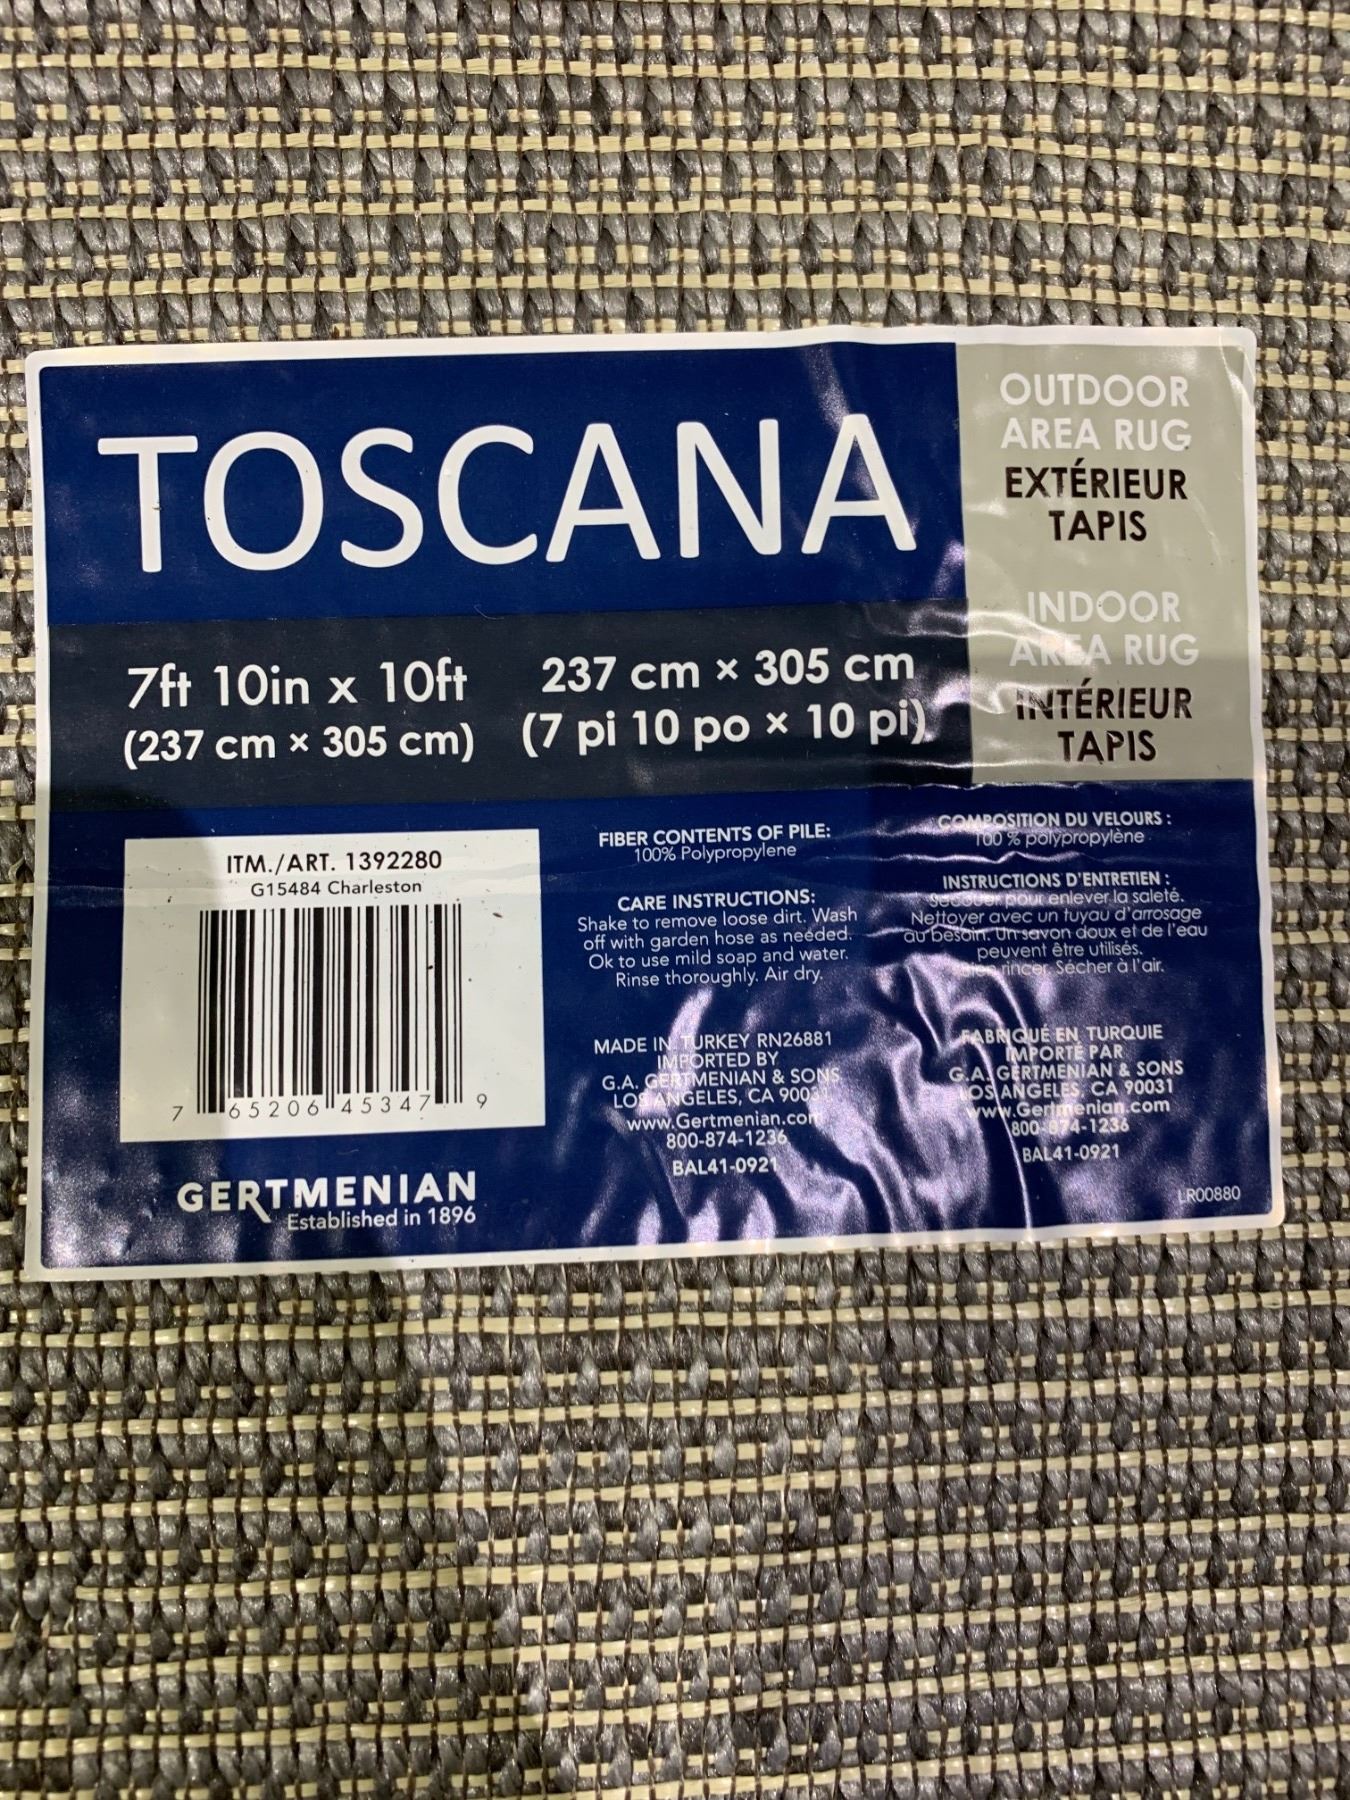 TOSCANA
OUTDOOR
AREA RUG
EXTÉRIEUR
TAPIS
INDOOR
AREA RUG
INTÉRIEUR
TAPIS
7ft 10in x 10ft
(237 cm × 305 cm)
237 cm × 305 cm
(7 pi 10 po × 10 pi)
ITM./ART. 1392280
G15484 Charleston
7 65206 45347 9
GERTMENIAN
Established in 1896
FIBER CONTENTS OF PILE:
100% Polypropylene
CARE INSTRUCTIONS:
Shake to remove loose dirt. Wash
off with garden hose as needed.
Ok to use mild soap and water.
Rinse thoroughly. Air dry.
MADE IN TURKEY RN26881
IMPORTED BY
G.A. GERTMENIAN & SONS
LOS ANGELES, CA 90031
www.Gertmenian.com
800-874-1236
BAL41-0921
COMPOSITION DU VELOURS :
100 % polypropylène
INSTRUCTIONS D'ENTRETIEN :
Secouer pour enlever la saleté.
Nettoyer avec un tuyau d'arrosage
au besoin. Un savon doux et de l'eau
peuvent être utilisés.
rincer. Sécher à l'air.
FABRIQUÉ EN TURQUIE
IMPORTÉ PAR
G.A. GERTMENIAN & SONS
LOS ANGELES, CA 90031
www.Gertmenian.com
800-874-1236
BAL41-0921
LR00880